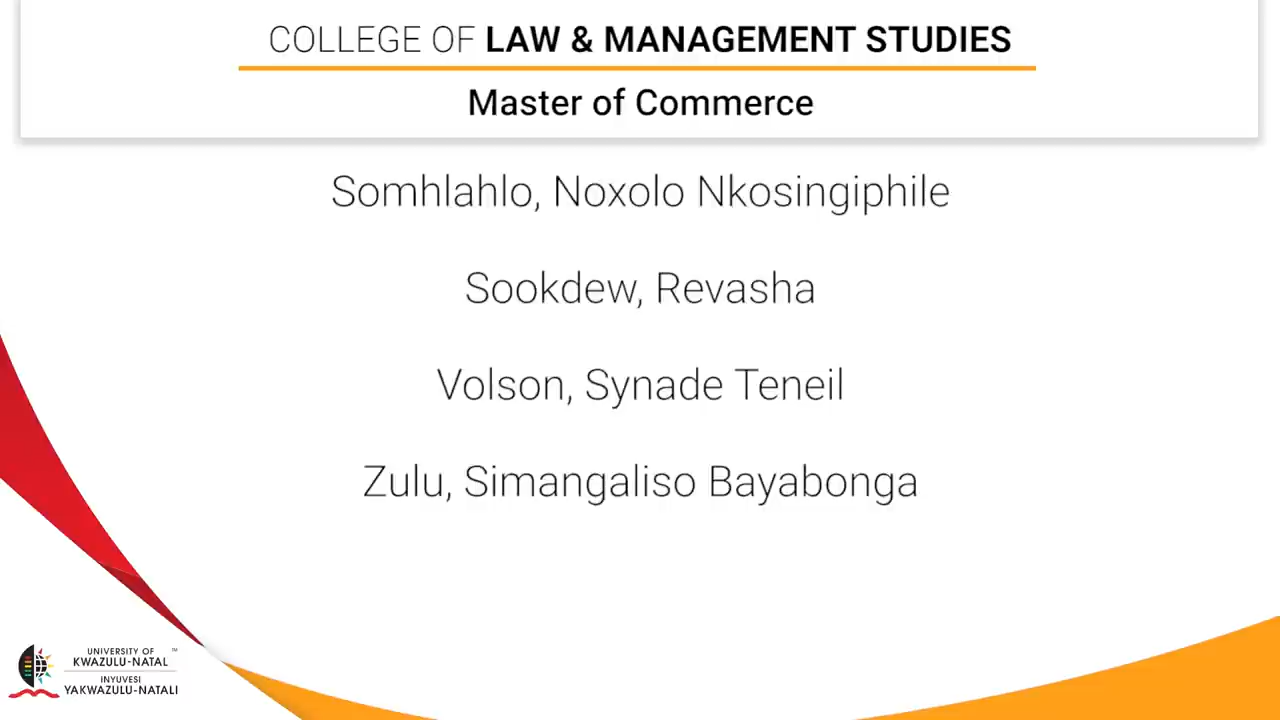 COLLEGE OF LAW & MANAGEMENT STUDIES
Master of Commerce
Somhlahlo, Noxolo Nkosingiphile
Sookdew, Revasha
Volson, Synade Teneil
Zulu, Simangaliso Bayabonga
UNIVERSITY OF ™
KWAZULU-NATAL
INYUVESI
YAKWAZULU-NATALI